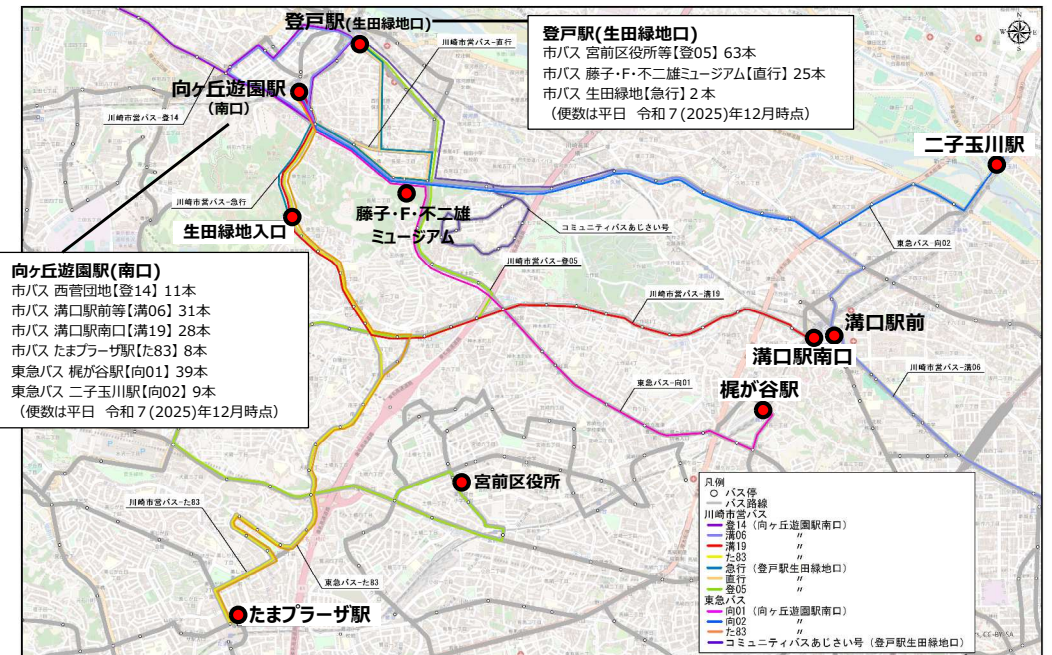 登戸駅(生田緑地口)
登戸駅(生田緑地口)
市バス 宮前区役所等【登05】 63本
市バス 藤子・F・不二雄ミュージアム【直行】 25本
市バス 生田緑地【急行】 2本
(便数は平日 令和7(2025)年12月時点)
N
W
E
S
川崎市営バス-直行
向ヶ丘遊園駅
(南口)
川崎市営バス-登14
二子玉川駅
川崎市営バス-急行
藤子・F・不二雄
ミュージアム
生田緑地入口
コミュニティバスあじさい号
東急バス-向02
向ヶ丘遊園駅(南口)
市バス 西菅団地【登14】 11本
市バス 溝口駅前等【溝06】 31本
市バス 溝口駅南口【溝19】 28本
市バス たまプラーザ駅【た83】 8本
東急バス 梶が谷駅【向01】 39本
東急バス 二子玉川駅【向02】 9本
(便数は平日 令和7(2025)年12月時点)
川崎市営バス-登05
川崎市営バス-溝19
溝口駅前
溝口駅南口
川崎市営バス-溝06
東急バス-向01
梶が谷駅
宮前区役所
川崎市営バス-た83
東急バス-た83
たまプラーザ駅
凡例
バス停
バス路線
川崎市営バス
登14 (向ヶ丘遊園駅南口)
溝06 〃
溝19 〃
た83 〃
急行 (登戸駅生田緑地口)
直行 〃
登05 〃
東急バス
向01 (向ヶ丘遊園駅南口)
向02 〃
た83 〃
コミュニティバスあじさい号 (登戸駅生田緑地口)
CC-BY-SA